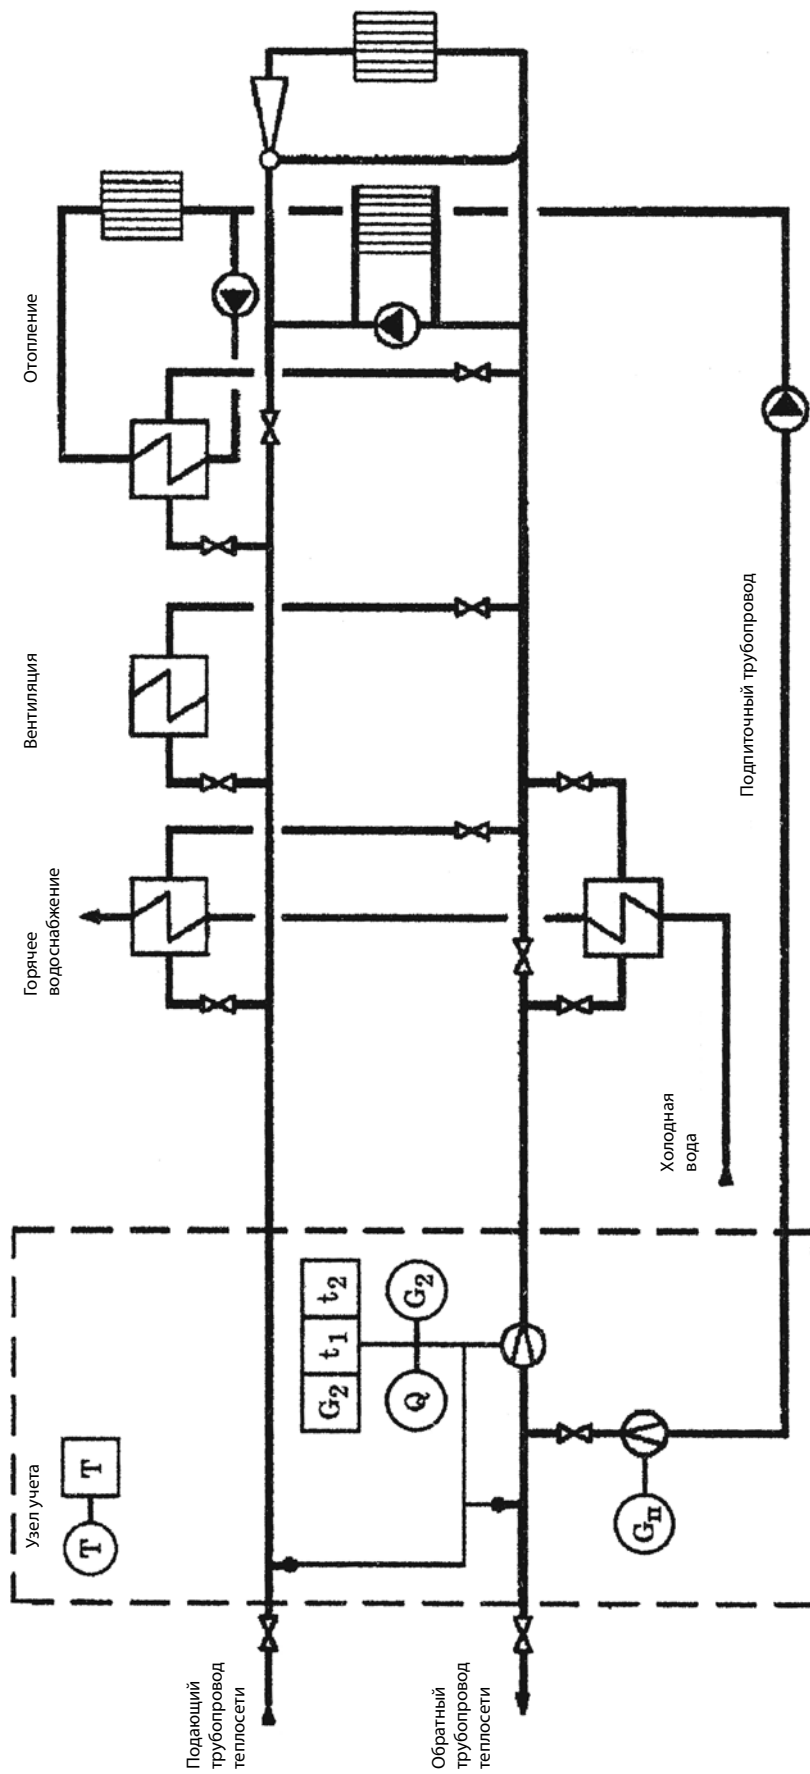 Отопление
Вентиляция
Горячее
водоснабжение
Подпиточный трубопровод
Холодная
вода
Узел учета
T
T
G2 t1 t2
Q
G2
Gп
Подающий
трубопровод
теплосети
Обратный
трубопровод
теплосети